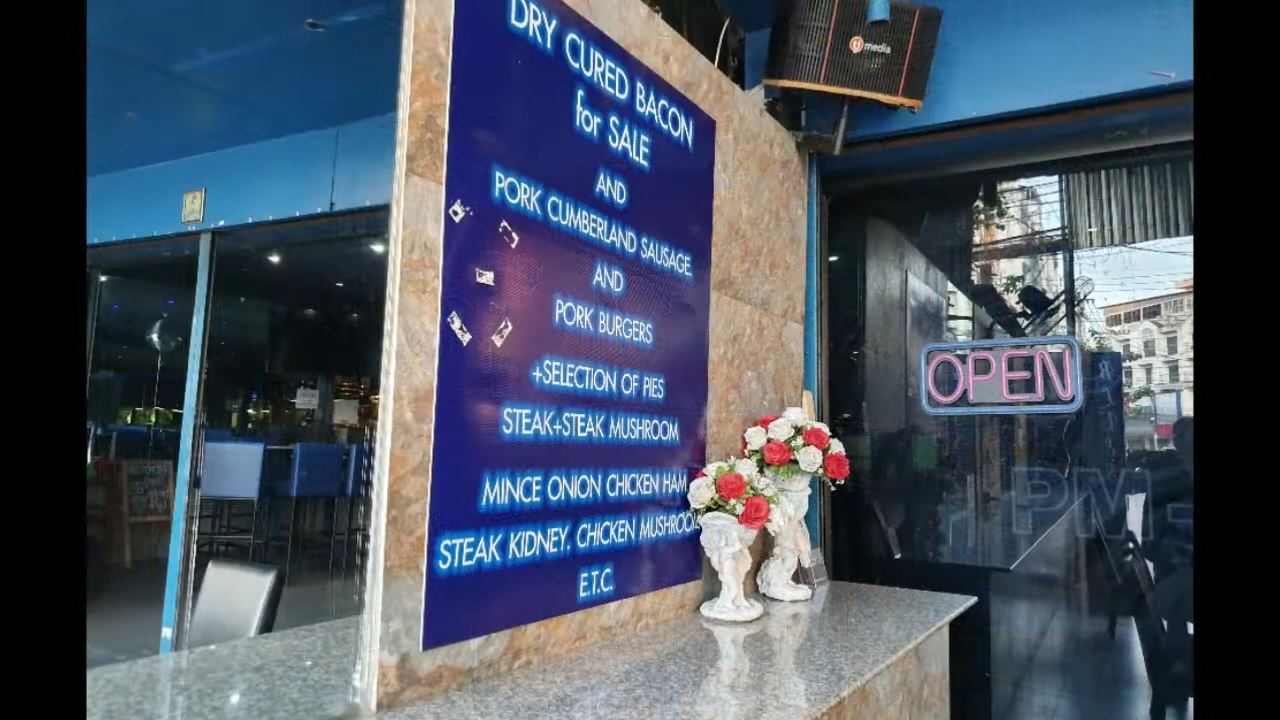 DRY CURED BACON
for SALE
AND
PORK CUMBERLAND SAUSAGE
AND
PORK BURGERS
+SELECTION OF PIES
STEAK+STEAK MUSHROOM
MINCE ONION CHICKEN HAM
STEAK KIDNEY. CHICKEN MUSHROOM
E.T.C.
media
OPEN
PM